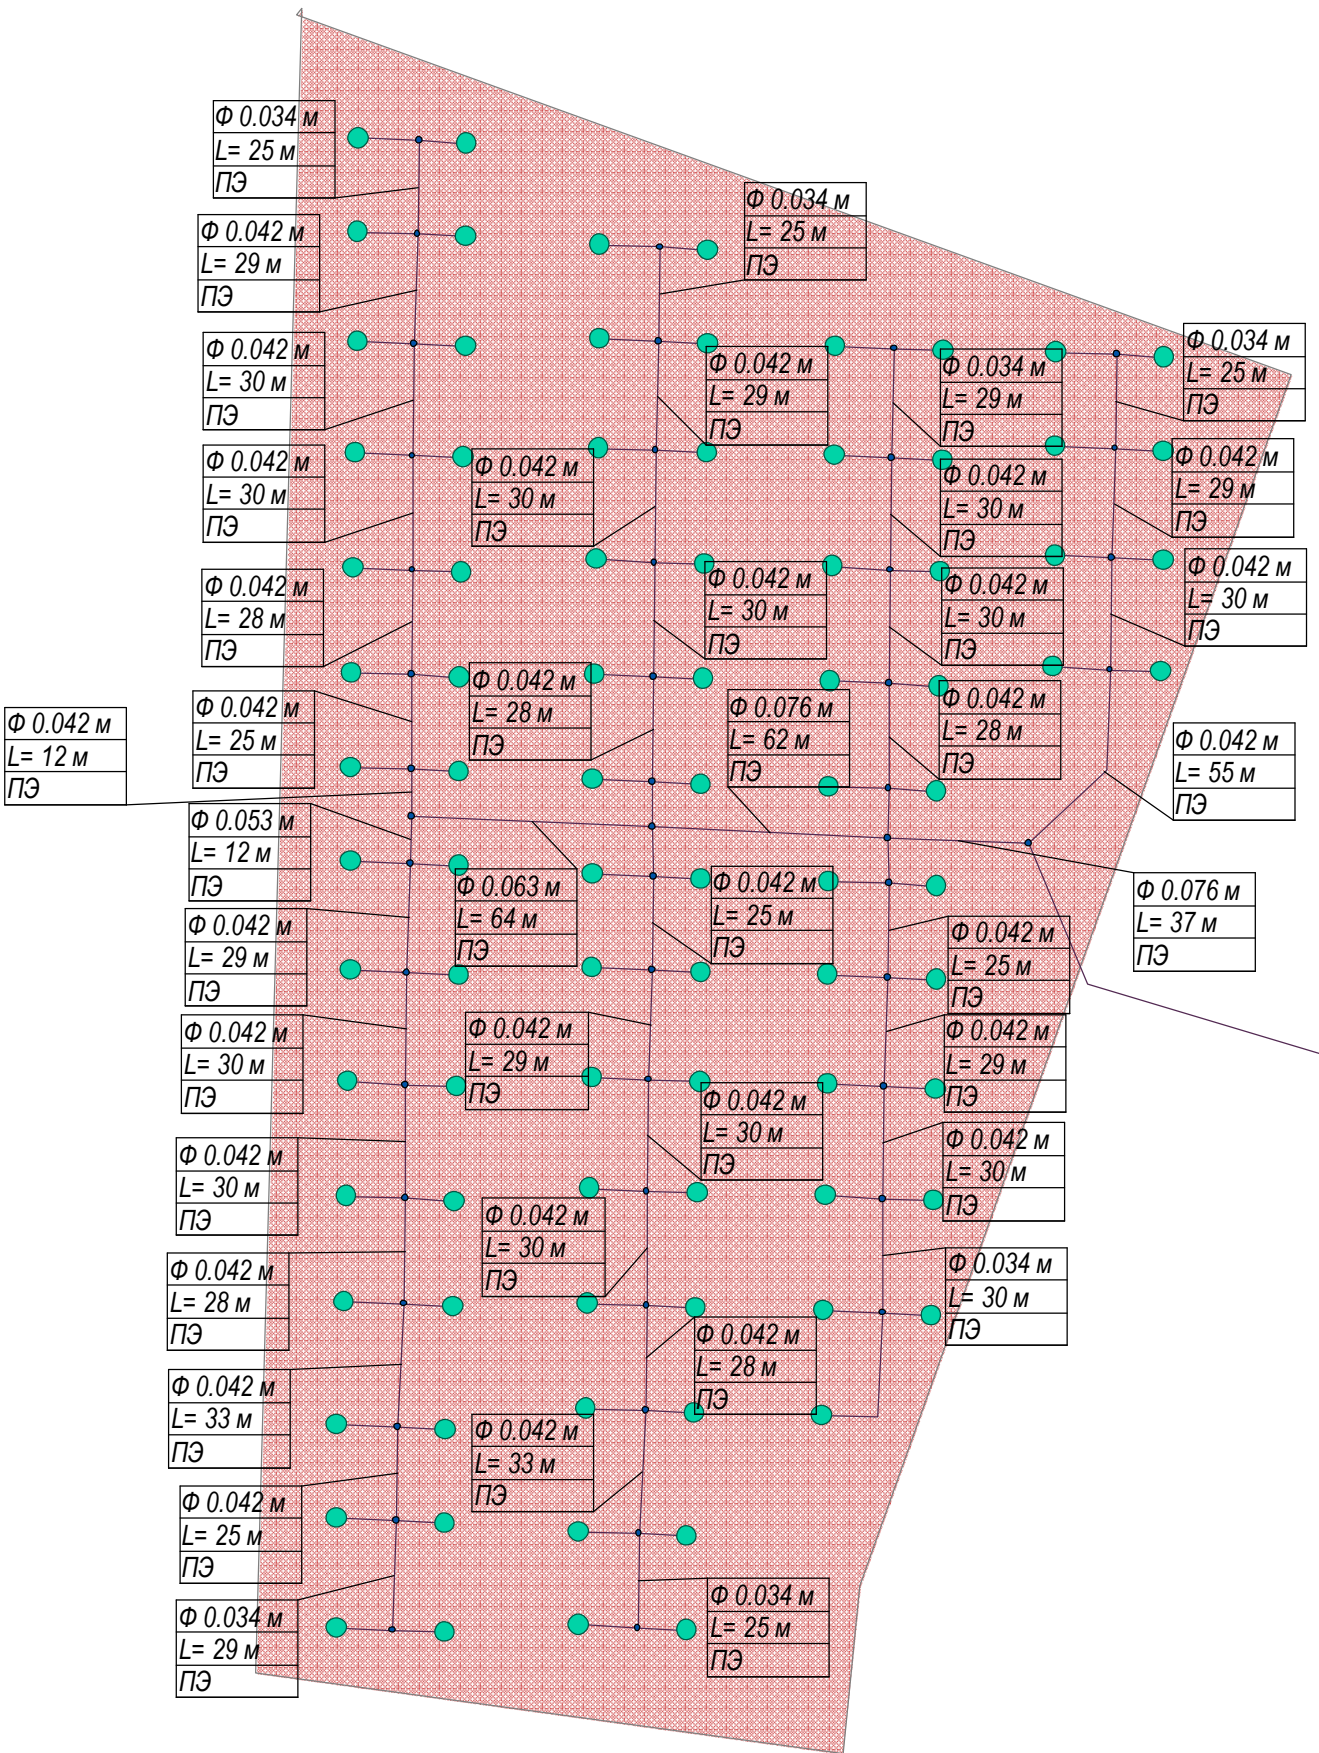 Ф 0.034 м
L= 25 м
ПЭ
Ф 0.034 м
L= 25 м
ПЭ
Ф 0.042 м
L= 29 м
ПЭ
Ф 0.034 м
L= 25 м
ПЭ
Ф 0.042 м
L= 30 м
ПЭ
Ф 0.042 м
L= 29 м
ПЭ
Ф 0.034 м
L= 29 м
ПЭ
Ф 0.042 м
L= 29 м
ПЭ
Ф 0.042 м
L= 30 м
ПЭ
Ф 0.042 м
L= 30 м
ПЭ
Ф 0.042 м
L= 30 м
ПЭ
Ф 0.042 м
L= 30 м
ПЭ
Ф 0.042 м
L= 28 м
ПЭ
Ф 0.042 м
L= 30 м
ПЭ
Ф 0.042 м
L= 30 м
ПЭ
Ф 0.042 м
L= 28 м
ПЭ
Ф 0.042 м
L= 28 м
ПЭ
Ф 0.042 м
L= 25 м
ПЭ
Ф 0.076 м
L= 62 м
ПЭ
Ф 0.042 м
L= 12 м
ПЭ
Ф 0.042 м
L= 55 м
ПЭ
Ф 0.053 м
L= 12 м
ПЭ
Ф 0.063 м
L= 64 м
ПЭ
Ф 0.042 м
L= 25 м
ПЭ
Ф 0.076 м
L= 37 м
ПЭ
Ф 0.042 м
L= 29 м
ПЭ
Ф 0.042 м
L= 25 м
ПЭ
Ф 0.042 м
L= 30 м
ПЭ
Ф 0.042 м
L= 29 м
ПЭ
Ф 0.042 м
L= 29 м
ПЭ
Ф 0.042 м
L= 30 м
ПЭ
Ф 0.042 м
L= 30 м
ПЭ
Ф 0.042 м
L= 30 м
ПЭ
Ф 0.042 м
L= 30 м
ПЭ
Ф 0.042 м
L= 28 м
ПЭ
Ф 0.034 м
L= 30 м
ПЭ
Ф 0.042 м
L= 28 м
ПЭ
Ф 0.042 м
L= 33 м
ПЭ
Ф 0.042 м
L= 33 м
ПЭ
Ф 0.042 м
L= 25 м
ПЭ
Ф 0.034 м
L= 25 м
ПЭ
Ф 0.034 м
L= 29 м
ПЭ